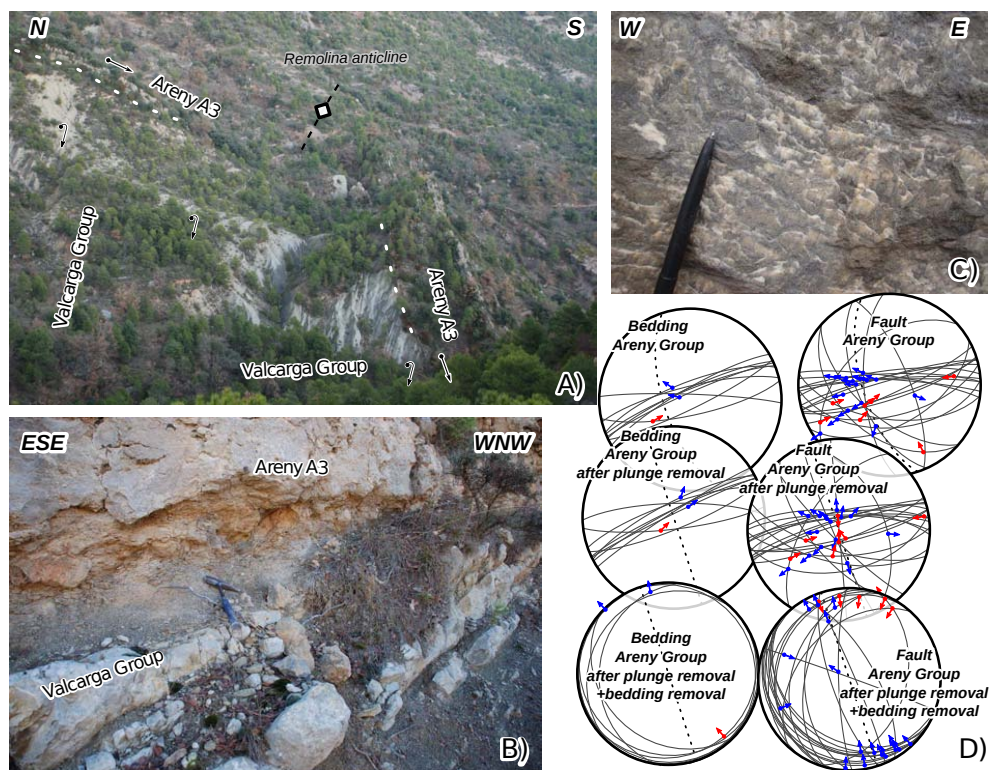 N
S
Remolina anticline
Areny A3
Valcarga Group
Areny A3
Valcarga Group
A)
W
E
C)
ESE
WNW
Areny A3
Valcarga Group
B)
Bedding
Areny Group
Fault
Areny Group
Bedding
Areny Group
after plunge removal
Fault
Areny Group
after plunge removal
Bedding
Areny Group
after plunge removal
+bedding removal
Fault
Areny Group
after plunge removal
+bedding removal
D)